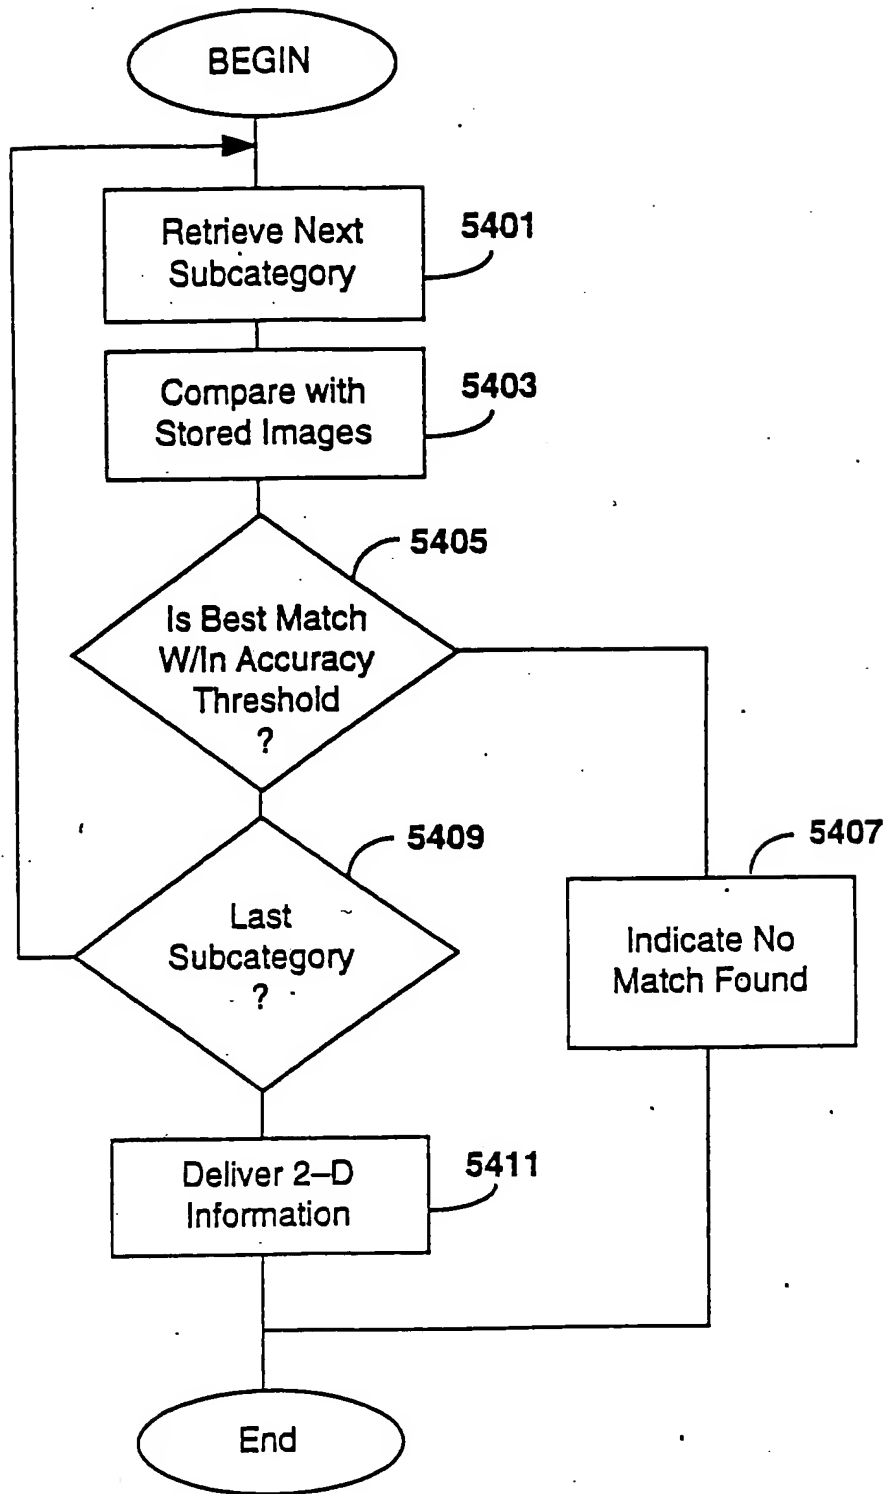 BEGIN
Retrieve Next
Subcategory
5401
Compare with
Stored Images
5403
5405
Is Best Match
W/In Accuracy
Threshold
?
5409
Last
Subcategory
?
5407
Indicate No
Match Found
Deliver 2–D
Information
5411
End